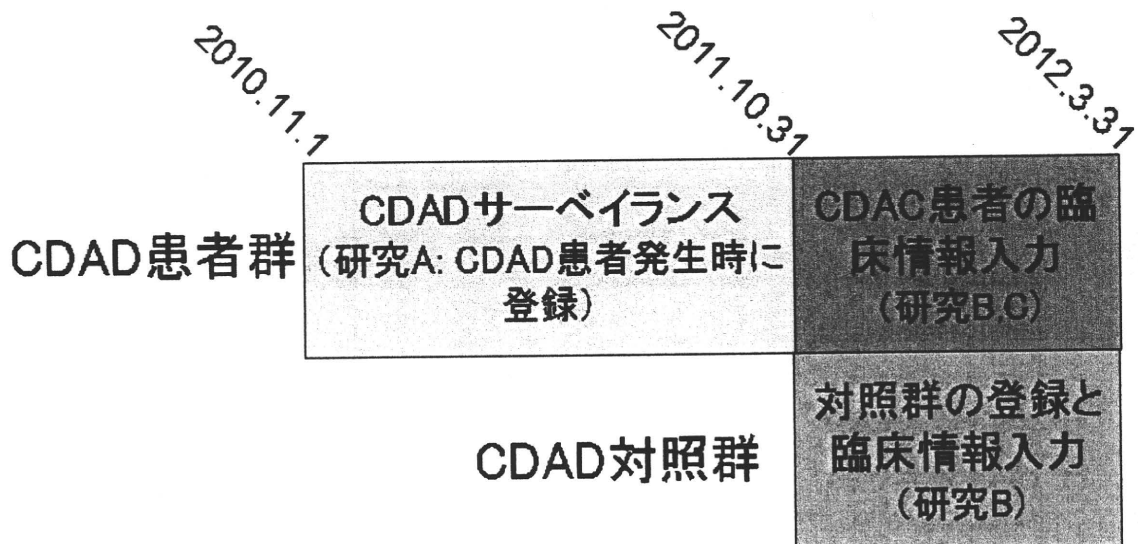 2010.11.1
2011.10.31
2012.3.31
CDAD患者群
CDADサーベイランス
(研究A: CDAD患者発生時に
登録)
CDAC患者の臨
床情報入力
(研究B,C)
CDAD対照群
対照群の登録と
臨床情報入力
(研究B)